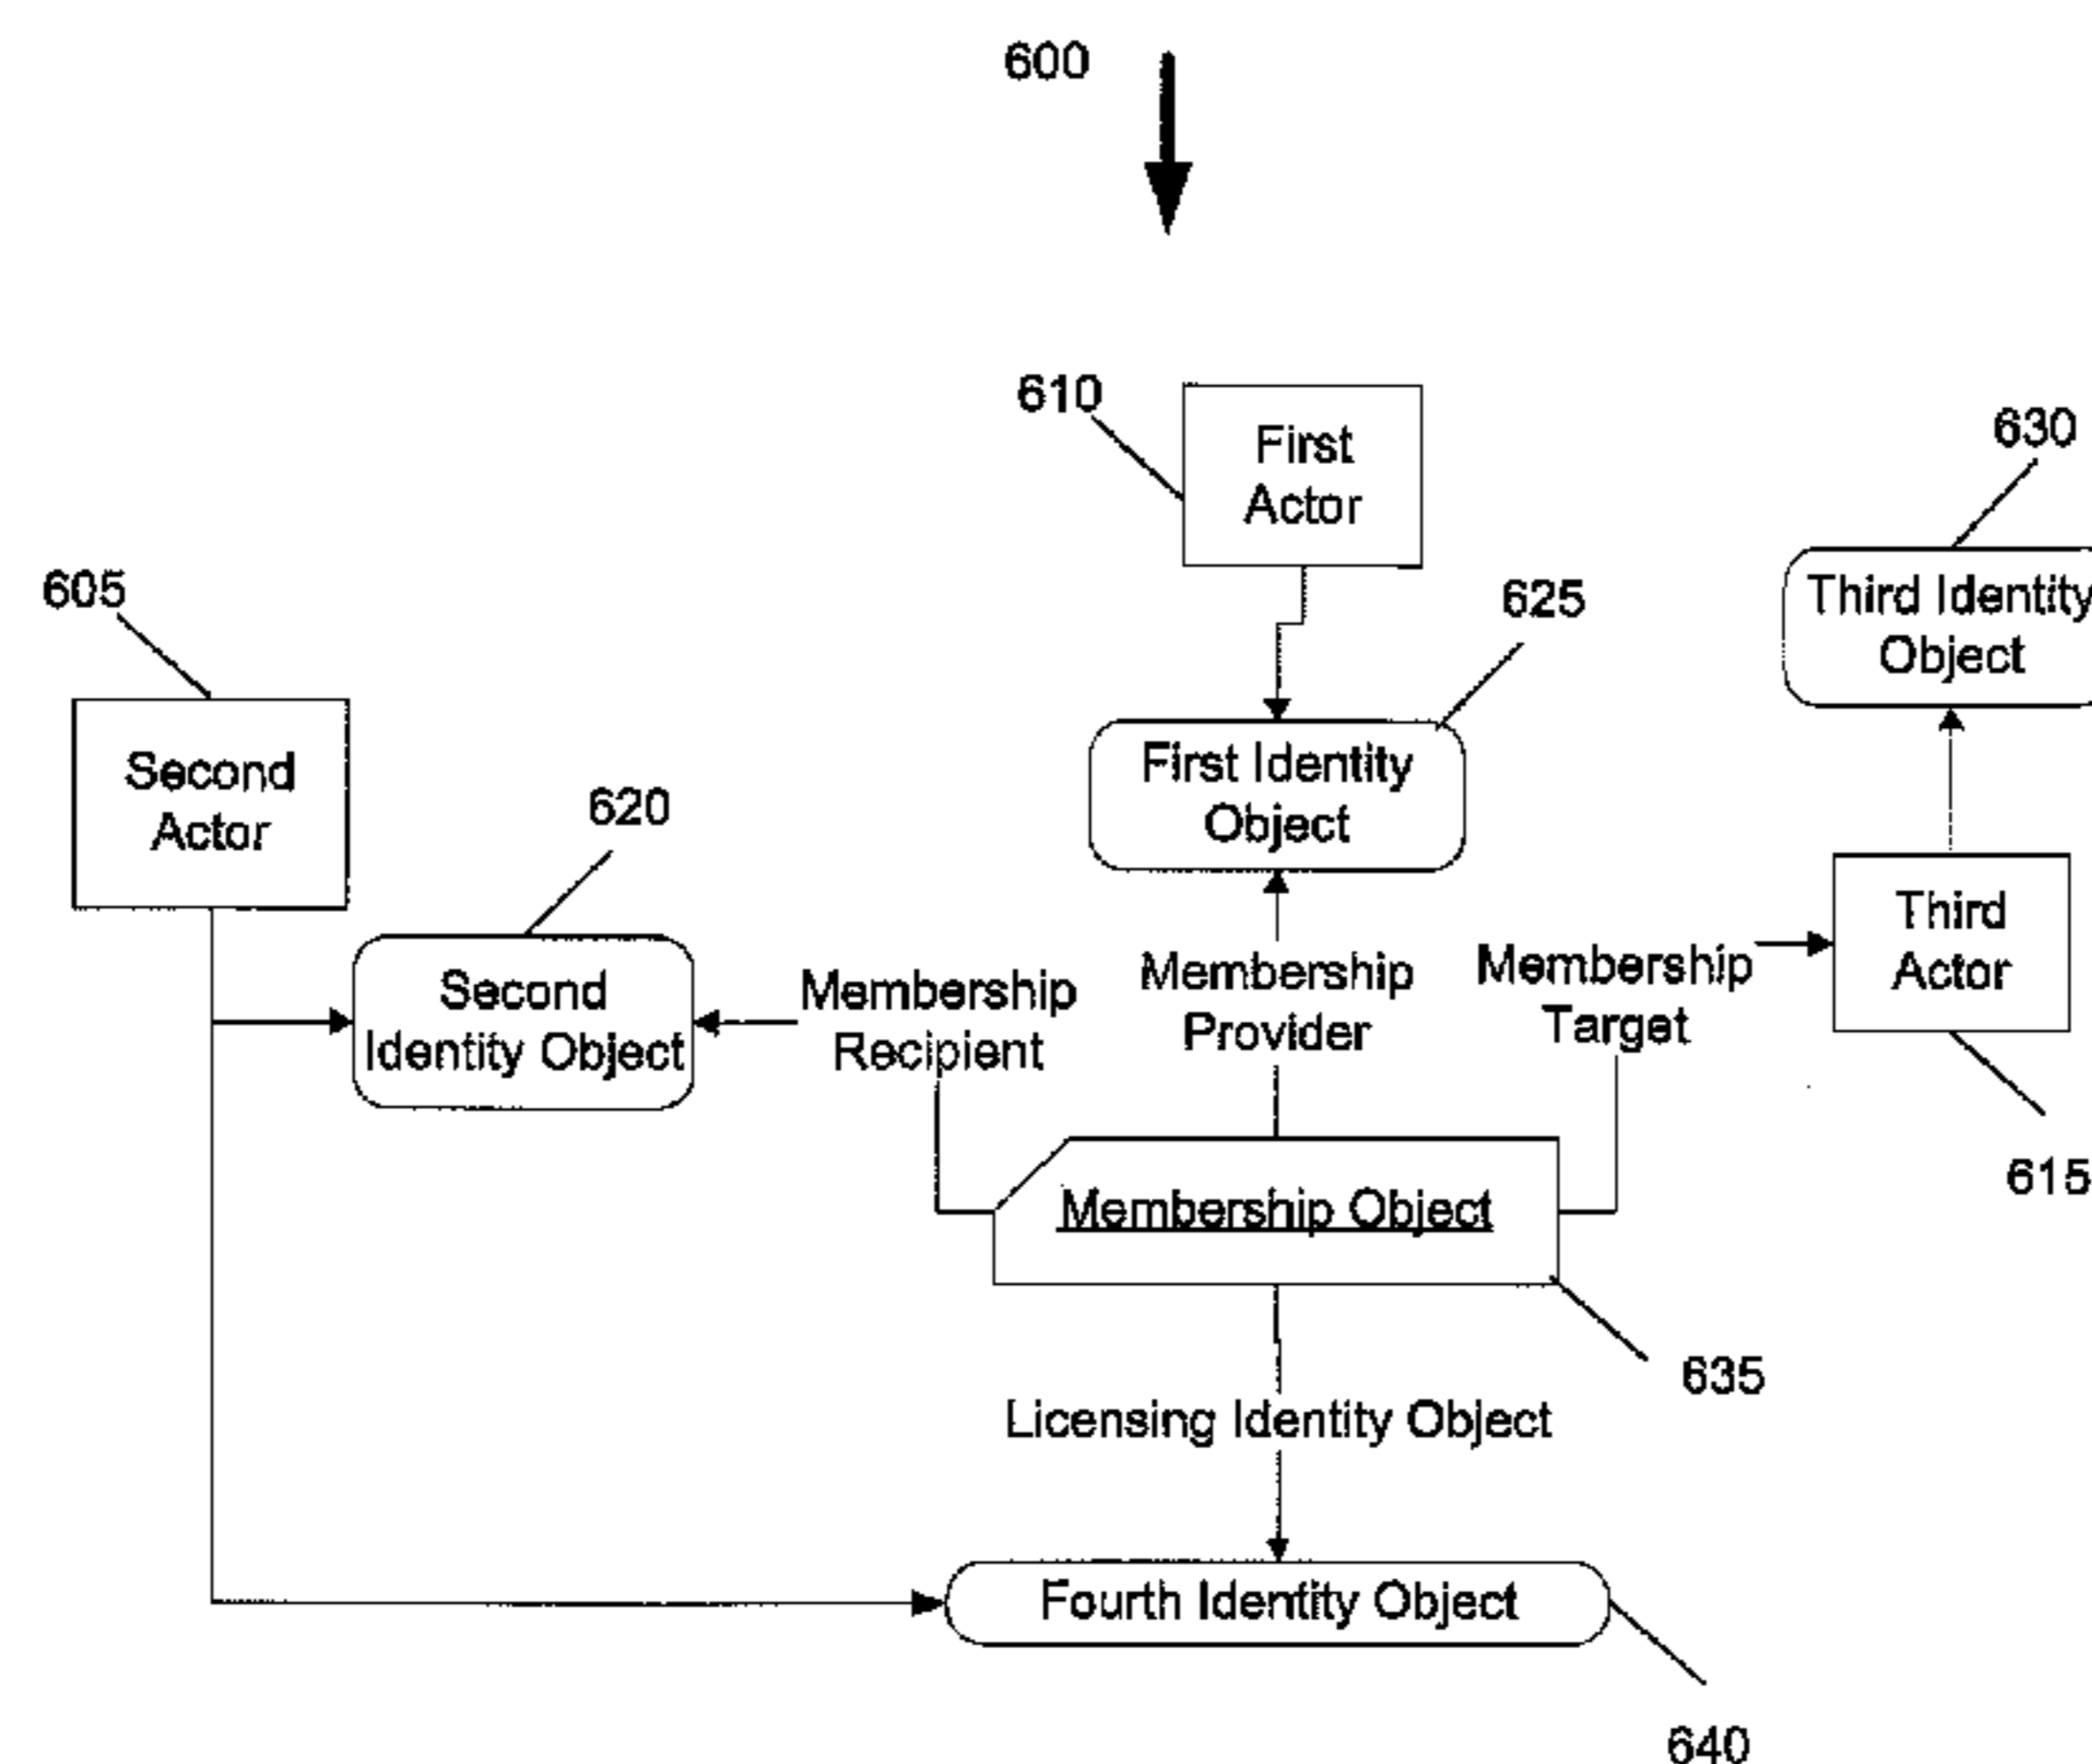 600
610
First
Actor
630
Third Identity
Object
605
625
Second
Actor
First Identity
Object
620
Third
Actor
Second
Identity Object
Membership
Recipient
Membership
Provider
Membership
Target
615
Membership Object
635
Licensing Identity Object
Fourth Identity Object
640